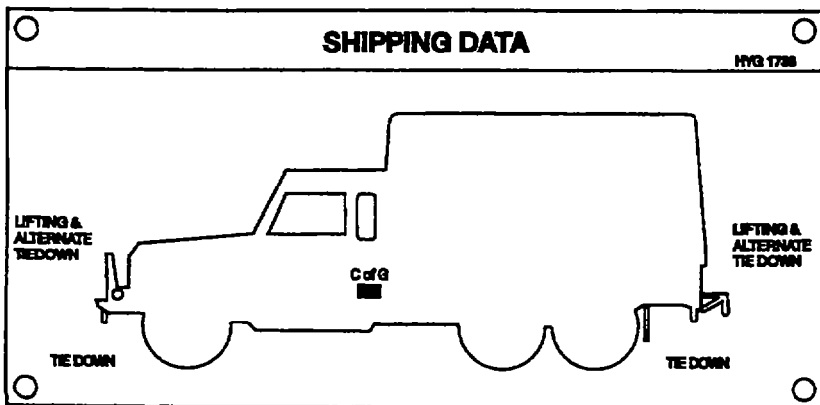 SHIPPING DATA
HYG 1736
LIFTING &
ALTERNATE
TIEDOWN
LIFTING &
ALTERNATE
TIE DOWN
C of G
TIE DOWN
TIE DOWN